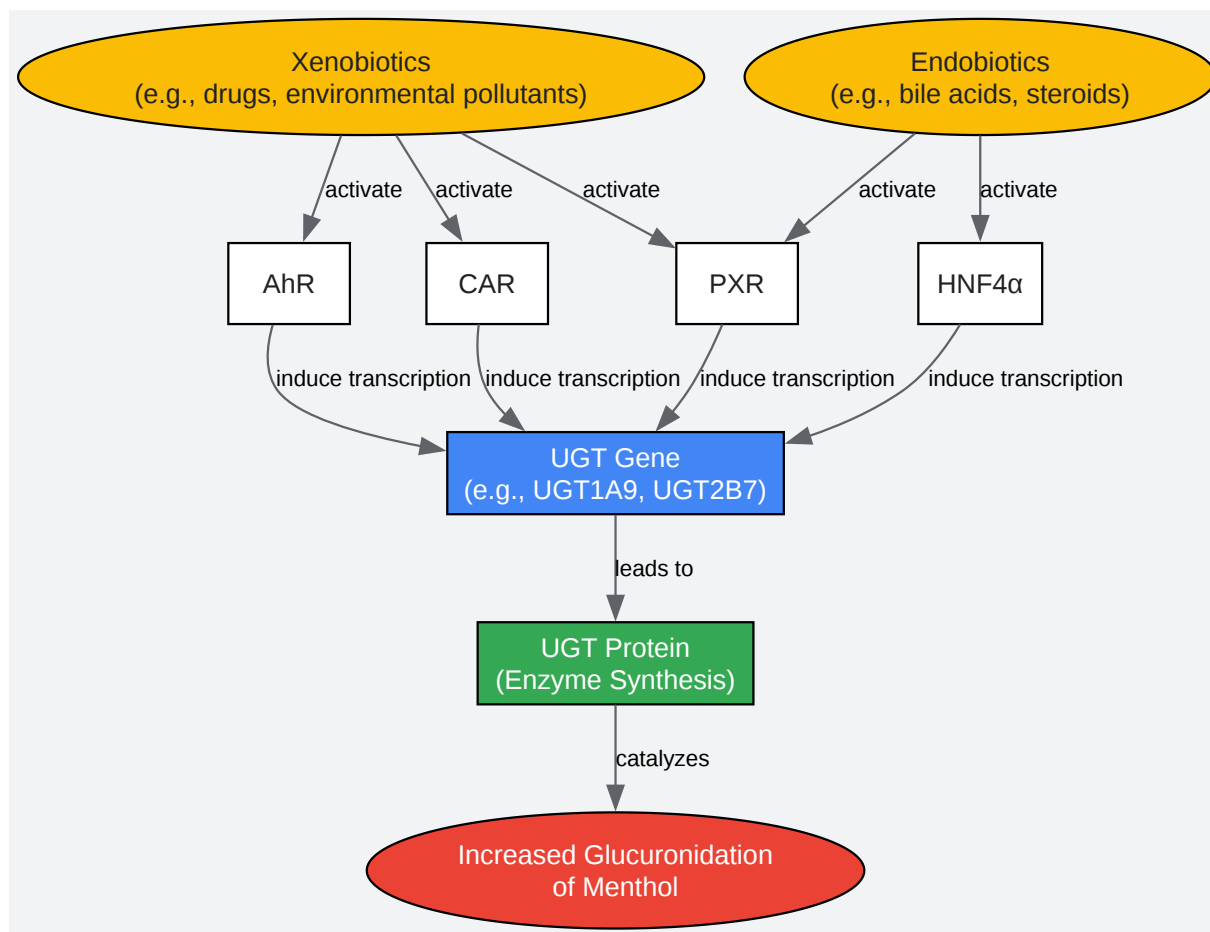 Xenobiotics
(e.g., drugs, environmental pollutants)
Endobiotics
(e.g., bile acids, steroids)
activate
activate
activate
activate
activate
AhR
CAR
PXR
HNF4α
induce transcription
induce transcription
induce transcription
induce transcription
UGT Gene
(e.g., UGT1A9, UGT2B7)
leads to
UGT Protein
(Enzyme Synthesis)
catalyzes
Increased Glucuronidation
of Menthol